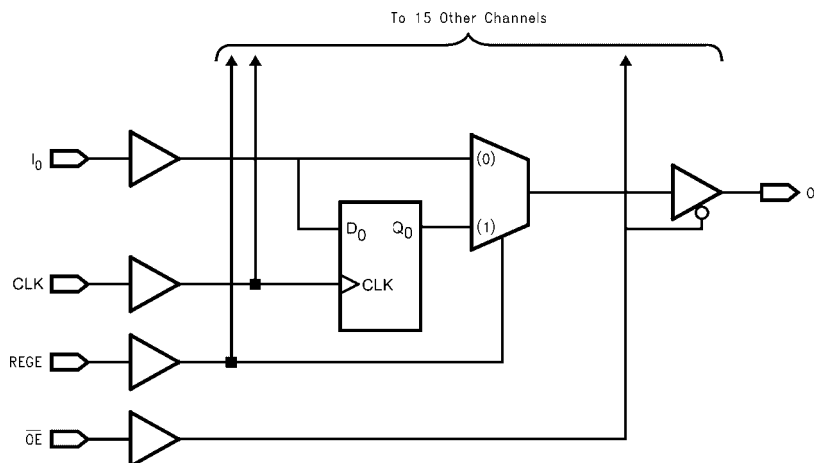 To 15 Other Channels
I0
(0)
O
D0 Q0
(1)
CLK
CLK
REGE
OE